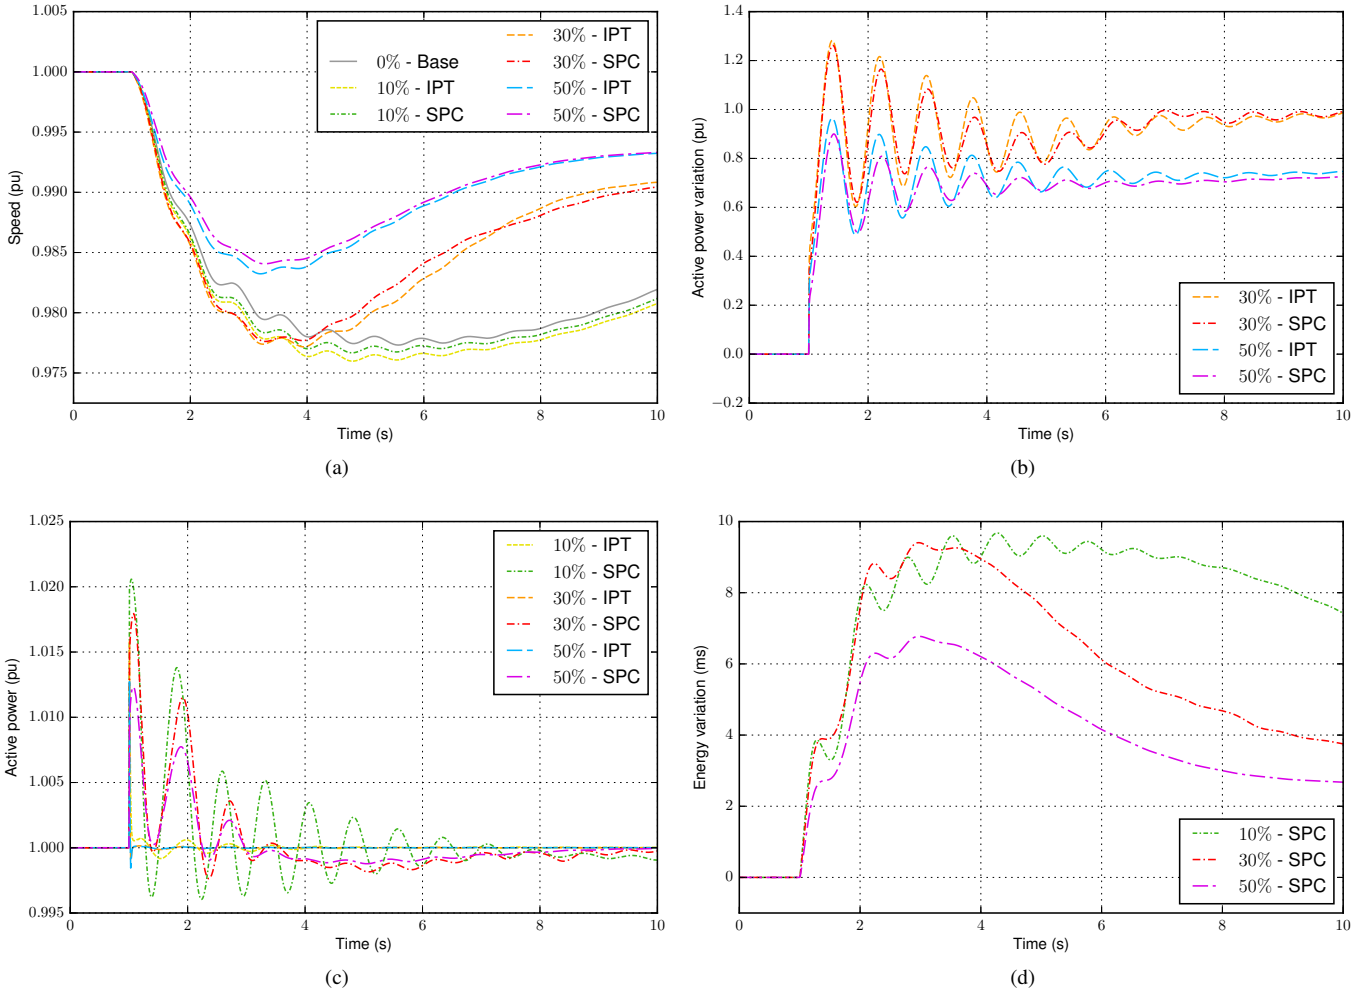 1.005
1.000
0.995
0.990
0.985
0.980
0.975
0 2 4 6 8 10
Speed (pu)
Time (s)
0% - Base
10% - IPT
10% - SPC
30% - IPT
30% - SPC
50% - IPT
50% - SPC
(a)
1.4
1.2
1.0
0.8
0.6
0.4
0.2
0.0
−0.2
0 2 4 6 8 10
Active power variation (pu)
Time (s)
30% - IPT
30% - SPC
50% - IPT
50% - SPC
(b)
1.025
1.020
1.015
1.010
1.005
1.000
0.995
0 2 4 6 8 10
Active power (pu)
Time (s)
10% - IPT
10% - SPC
30% - IPT
30% - SPC
50% - IPT
50% - SPC
(c)
10
8
6
4
2
0
0 2 4 6 8 10
Energy variation (ms)
Time (s)
10% - SPC
30% - SPC
50% - SPC
(d)